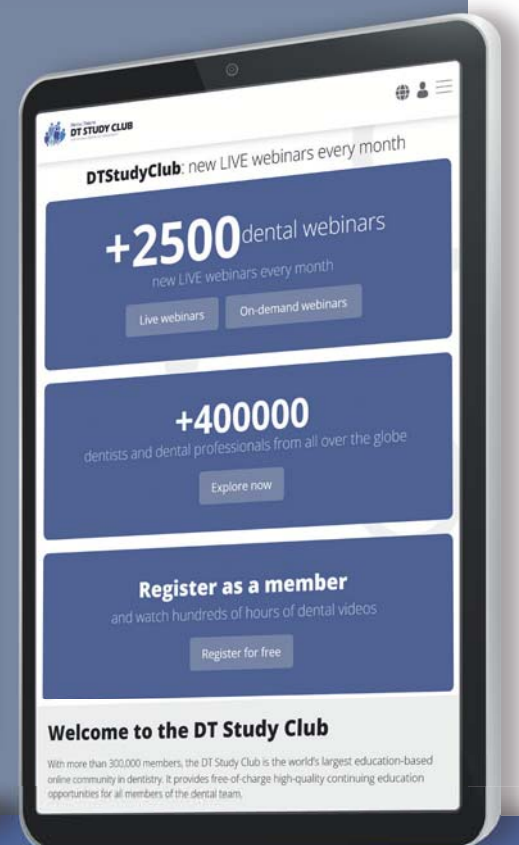 DT STUDY CLUB
DTStudyClub: new LIVE webinars every month
+2500 dental webinars
new LIVE webinars every month
Live webinars On-demand webinars
+400000
dentists and dental professionals from all over the globe
Explore now
Register as a member
and watch hundreds of hours of dental videos
Register for free
Welcome to the DT Study Club
With more than 300,000 members, the DT Study Club is the world's largest education-based
online community in dentistry. It provides free-of-charge high-quality continuing education
opportunities for all members of the dental team.